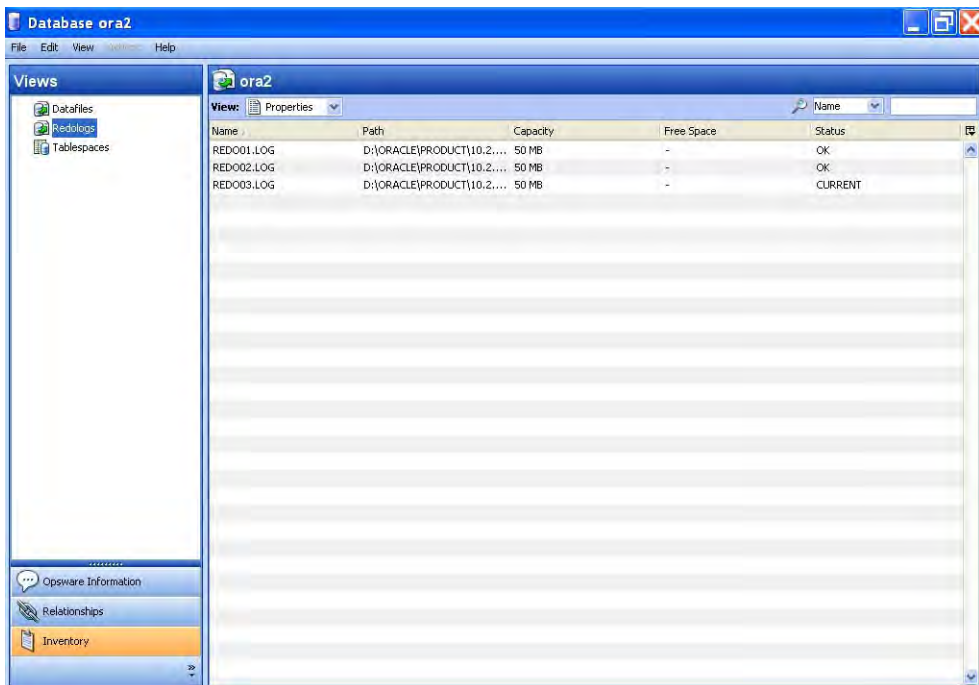 Database ora2
File Edit View Help
Views
Datafiles
Redologs
Tablespaces
Opsware Information
Relationships
Inventory
ora2
View: Properties Name
Name Path Capacity Free Space Status
REDO01.LOG D:\ORACLE\PRODUCT\10.2.... 50 MB - OK
REDO02.LOG D:\ORACLE\PRODUCT\10.2.... 50 MB - OK
REDO03.LOG D:\ORACLE\PRODUCT\10.2.... 50 MB - CURRENT